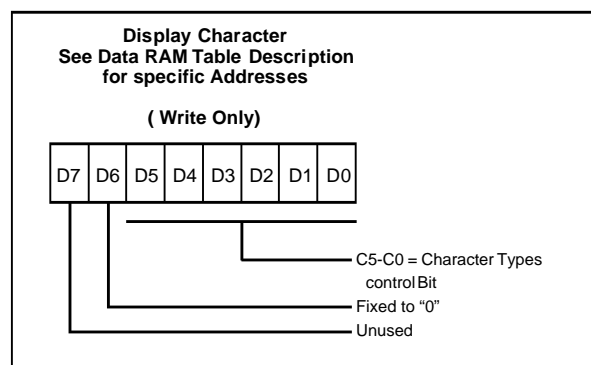 Display Character
See Data RAM Table Description
for specific Addresses
( Write Only)
D7 D6 D5 D4 D3 D2 D1 D0
C5-C0 = Character Types
control Bit
Fixed to “0”
Unused